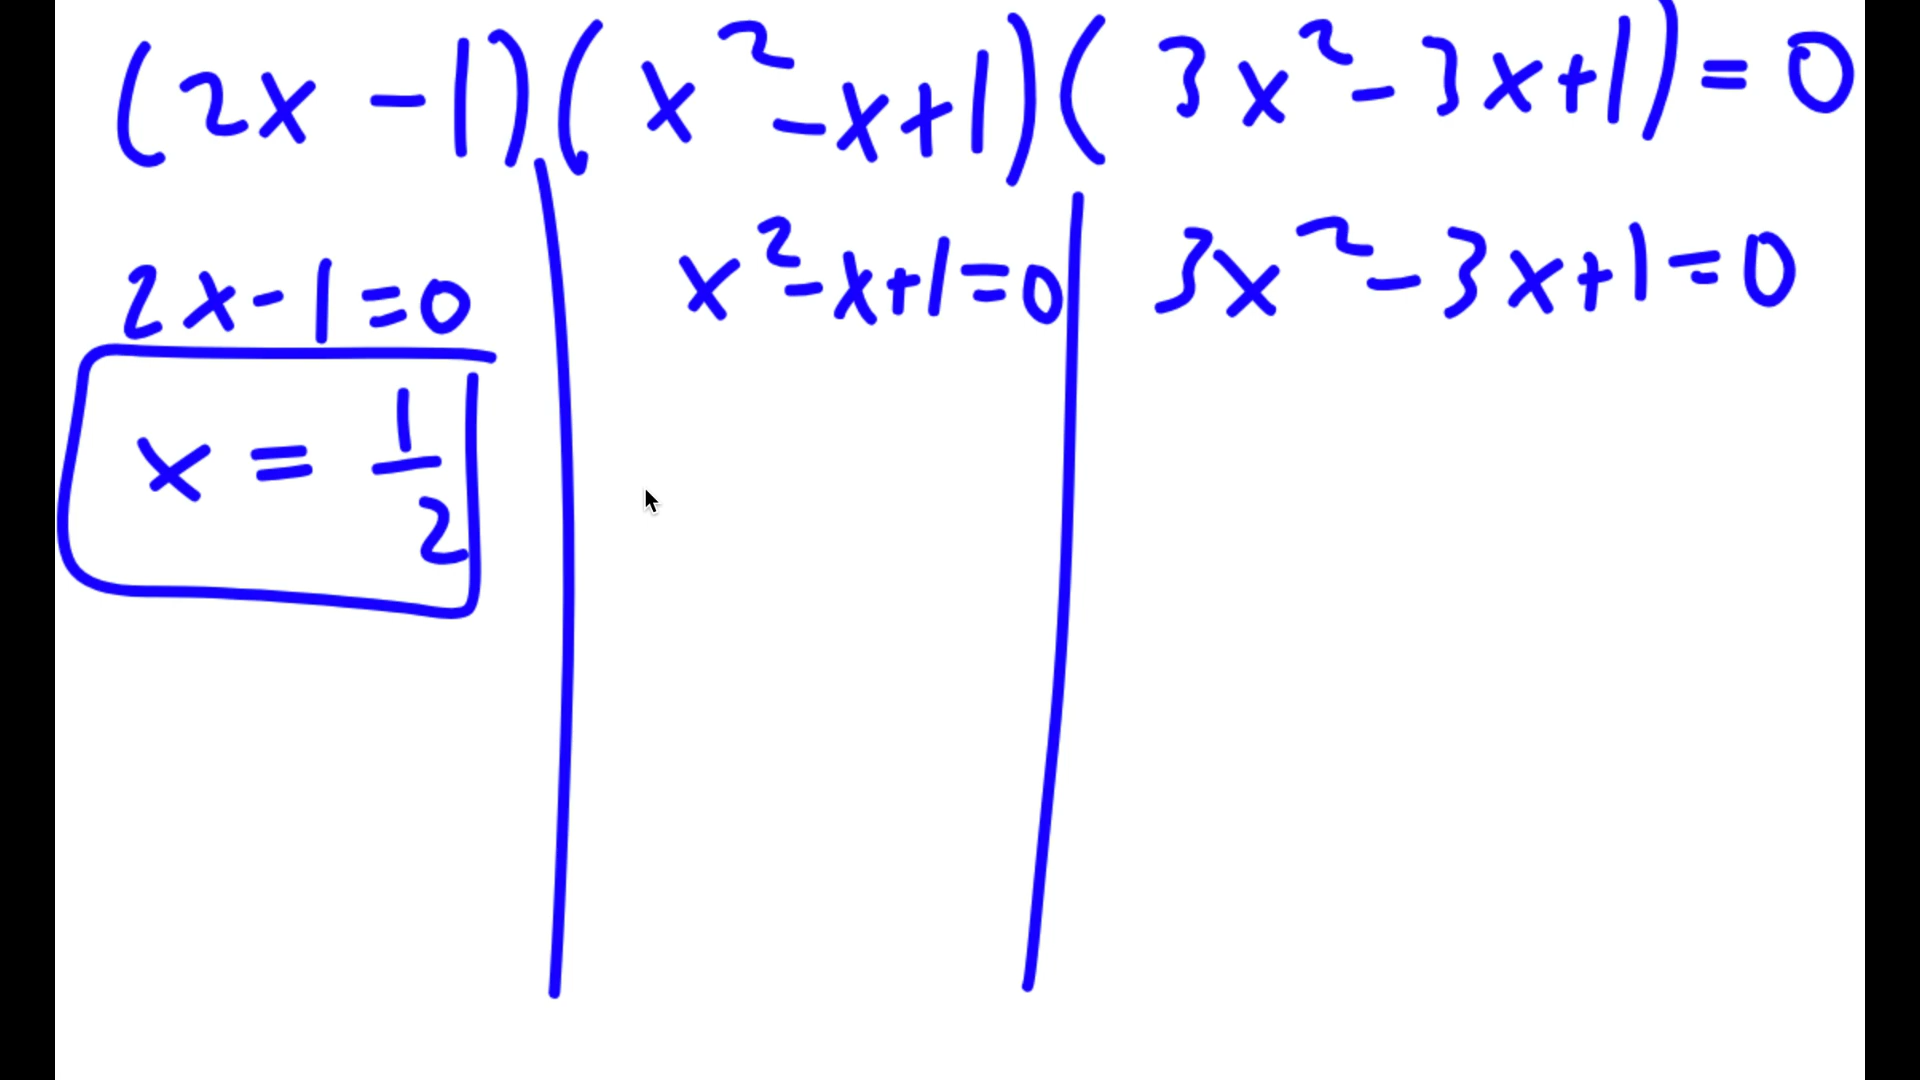 (2x - 1)(x² - x + 1)(3x² - 3x + 1) = 0
2x - 1 = 0
x = 1/2
x² - x + 1 = 0
3x² - 3x + 1 = 0